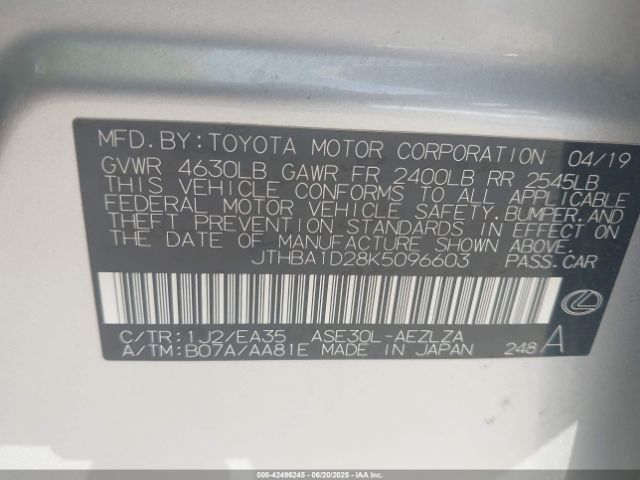 MFD.BY:TOYOTA MOTOR CORPORATION 04/19
GVWR 4630LB GAWR FR 2400LB RR 2545LB
THIS VEHICLE CONFORMS TO ALL APPLICABLE
FEDERAL MOTOR VEHICLE SAFETY,BUMPER,AND
THEFT PREVENTION STANDARDS IN EFFECT ON
THE DATE OF MANUFACTURE SHOWN ABOVE.
JTHBA1D28K5096603 PASS.CAR
C/TR:1J2/EA35 ASE30L-AEZLZA
A/TM:B07A/AA81E MADE IN JAPAN 248 A
000-42496245 - 06/20/2025 - IAAI.COM